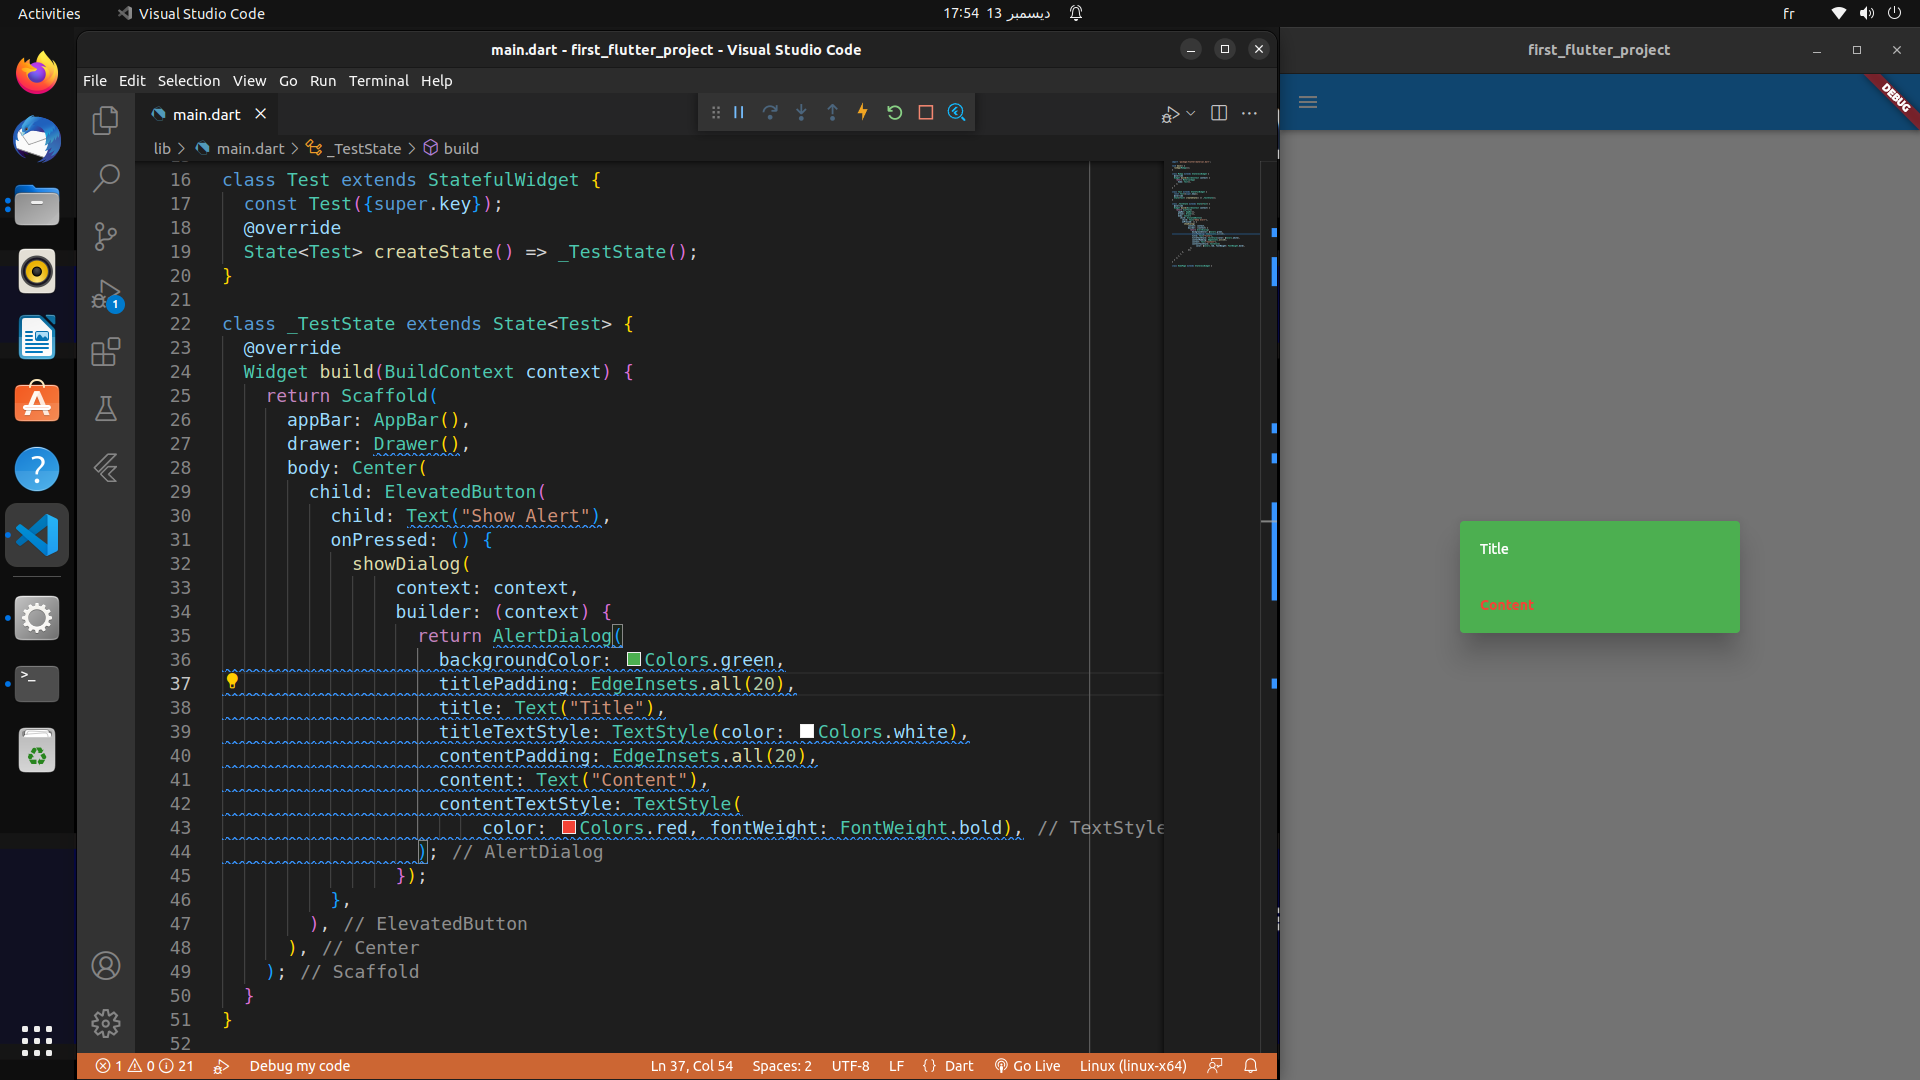 Activities
Visual Studio Code
17:54 13 ديسمبر
fr
main.dart - first_flutter_project - Visual Studio Code
File Edit Selection View Go Run Terminal Help
main.dart
lib > main.dart > _TestState > build
16 class Test extends StatefulWidget {
17 const Test({super.key});
18 @override
19 State<Test> createState() => _TestState();
20 }
21
22 class _TestState extends State<Test> {
23 @override
24 Widget build(BuildContext context) {
25 return Scaffold(
26 appBar: AppBar(),
27 drawer: Drawer(),
28 body: Center(
29 child: ElevatedButton(
30 child: Text("Show Alert"),
31 onPressed: () {
32 showDialog(
33 context: context,
34 builder: (context) {
35 return AlertDialog(
36 backgroundColor: Colors.green,
37 titlePadding: EdgeInsets.all(20),
38 title: Text("Title"),
39 titleTextStyle: TextStyle(color: Colors.white),
40 contentPadding: EdgeInsets.all(20),
41 content: Text("Content"),
42 contentTextStyle: TextStyle(
43 color: Colors.red, fontWeight: FontWeight.bold), // TextStyle
44 ); // AlertDialog
45 });
46 },
47 ), // ElevatedButton
48 ), // Center
49 ); // Scaffold
50 }
51 }
52
1
1 0 21 Debug my code Ln 37, Col 54 Spaces: 2 UTF-8 LF {} Dart Go Live Linux (linux-x64)
first_flutter_project
DEBUG
Title
Content